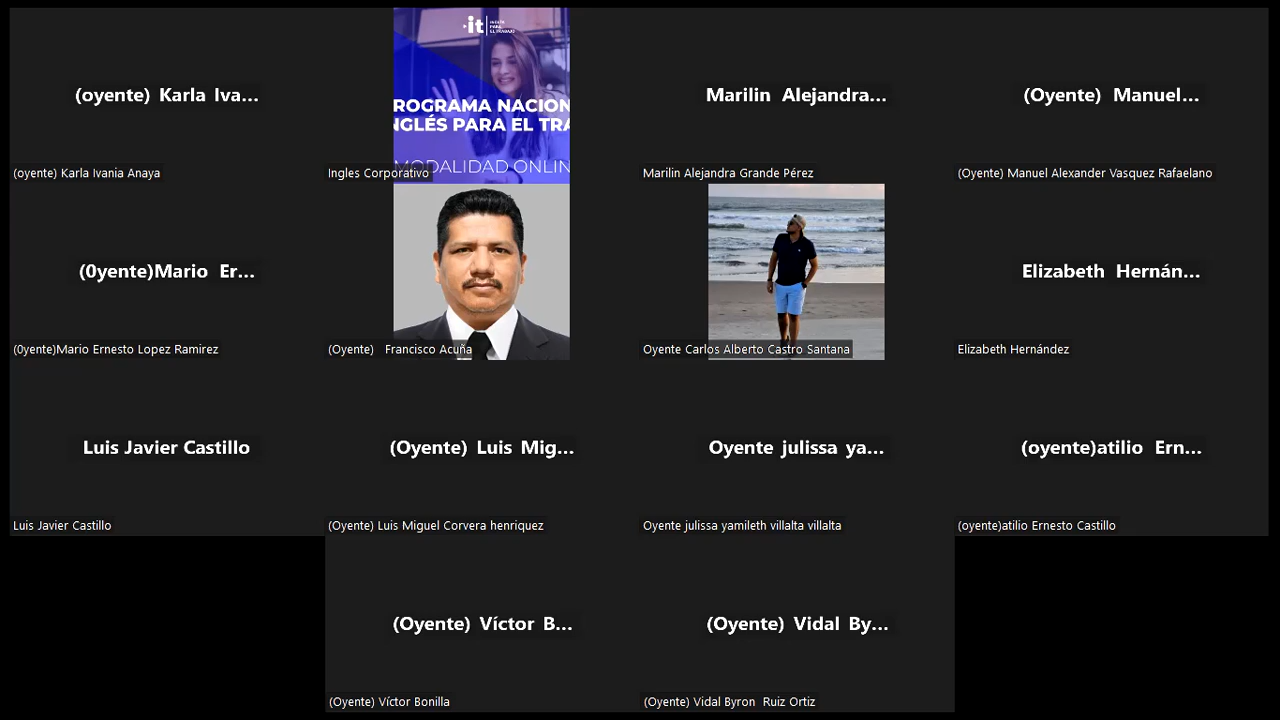 (oyente) Karla Iva...
(oyente) Karla Ivania Anaya
it INGLÉS
PARA
EL TRABAJO
ROGRAMA NACION
NGLÉS PARA EL TRA
MODALIDAD ONLIN
Ingles Corporativo
Marilin Alejandra...
Marilin Alejandra Grande Pérez
(Oyente) Manuel...
(Oyente) Manuel Alexander Vasquez Rafaelano
(0yente)Mario Er...
(0yente)Mario Ernesto Lopez Ramirez
(Oyente) Francisco Acuña
Oyente Carlos Alberto Castro Santana
Elizabeth Hernán...
Elizabeth Hernández
Luis Javier Castillo
Luis Javier Castillo
(Oyente) Luis Mig...
(Oyente) Luis Miguel Corvera henriquez
Oyente julissa ya...
Oyente julissa yamileth villalta villalta
(oyente)atilio Ern...
(oyente)atilio Ernesto Castillo
(Oyente) Víctor B...
(Oyente) Víctor Bonilla
(Oyente) Vidal By...
(Oyente) Vidal Byron Ruiz Ortiz